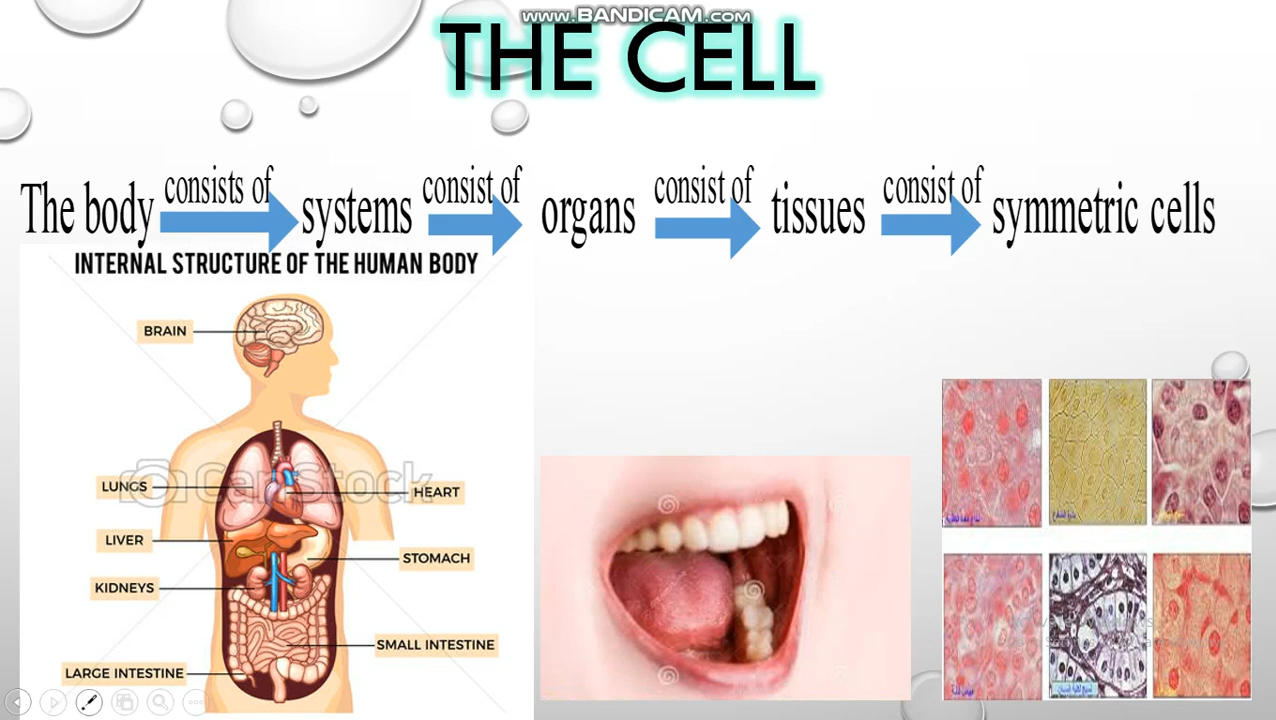 www.BANDICAM.com
THE CELL
The body consists of systems consist of organs consist of tissues consist of symmetric cells
INTERNAL STRUCTURE OF THE HUMAN BODY
BRAIN
LUNGS
HEART
LIVER
STOMACH
KIDNEYS
SMALL INTESTINE
LARGE INTESTINE
CanStock